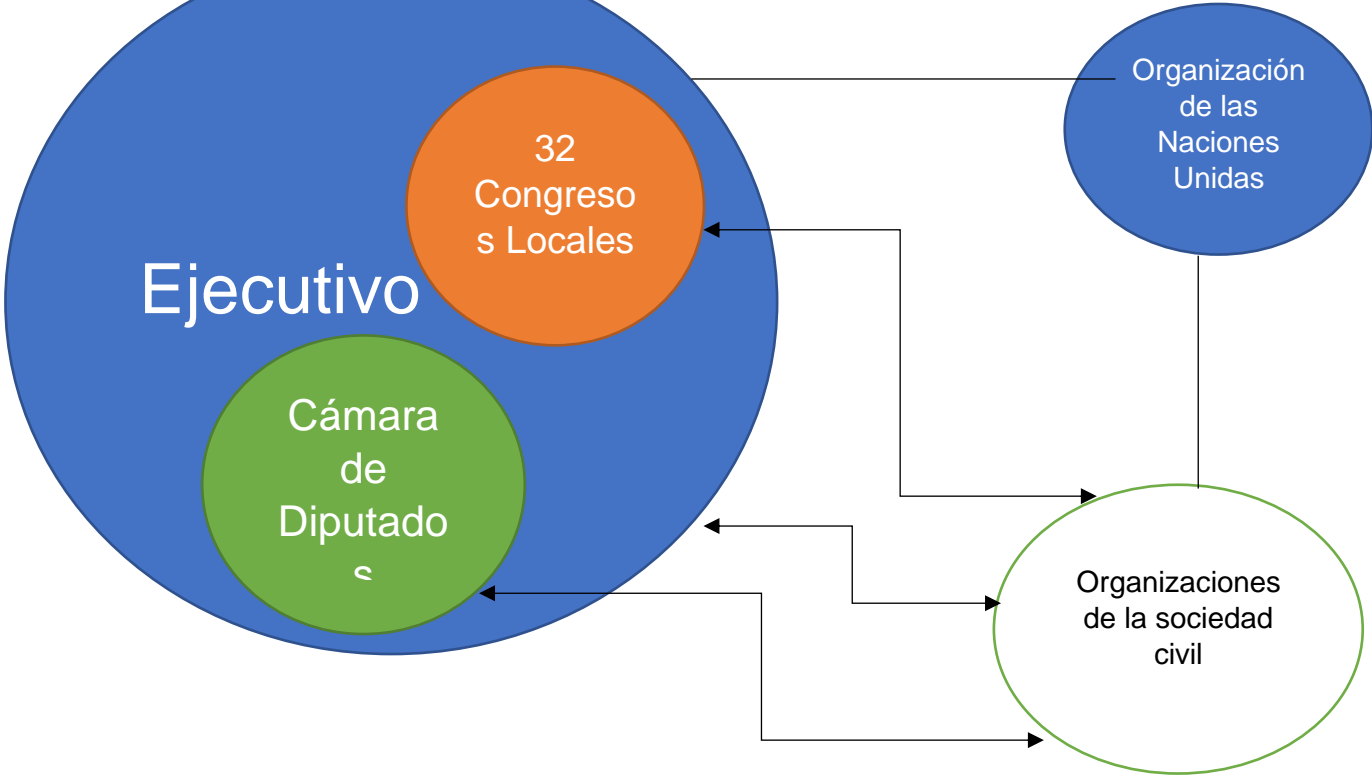 Organización
de las
Naciones
Unidas
32
Congreso
s Locales
Ejecutivo
Cámara
de
Diputado
s
Organizaciones
de la sociedad
civil